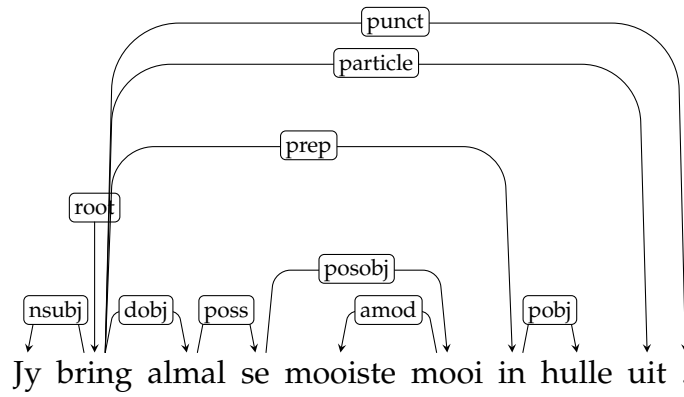 punct
particle
prep
root
posobj
nsubj dobj poss amod pobj
Jy bring almal se mooiste mooi in hulle uit .